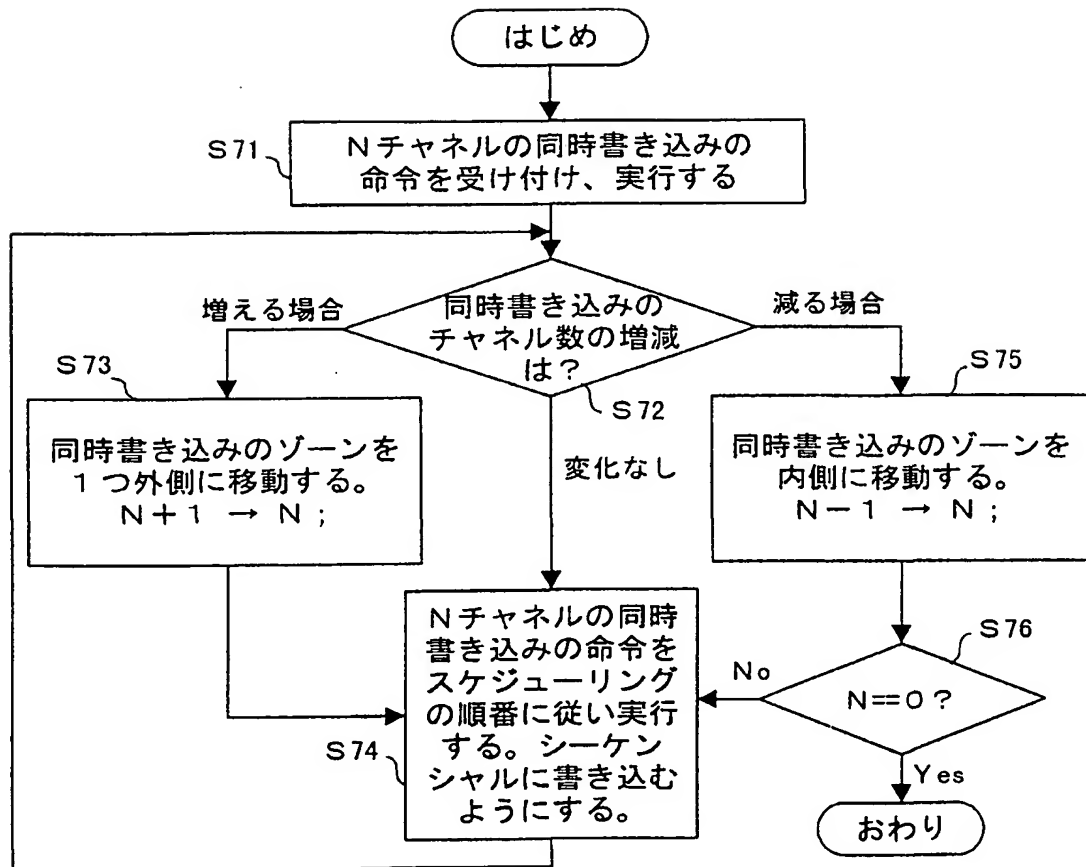 はじめ
S71
Nチャネルの同時書き込みの
命令を受け付け、実行する
増える場合
同時書き込みの
チャネル数の増減
は?
減る場合
S72
S73
同時書き込みのゾーンを
1つ外側に移動する。
N+1 → N ;
変化なし
S75
同時書き込みのゾーンを
内側に移動する。
N-1 → N ;
S74
Nチャネルの同時
書き込みの命令を
スケジューリング
の順番に従い実行
する。シーケン
シャルに書き込む
ようにする。
S76
No
N==0?
Yes
おわり